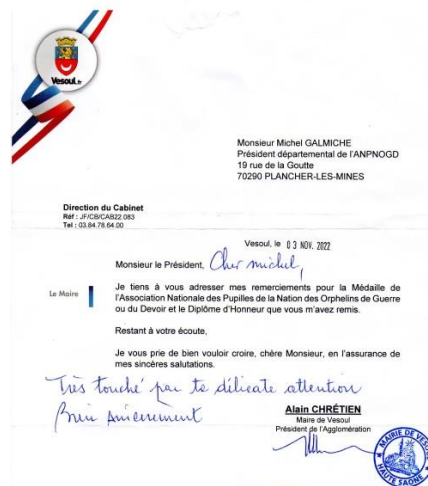 Vesoul.fr
Monsieur Michel GALMICHE
Président départemental de l'ANPNOGD
19 rue de la Goutte
70290 PLANCHER-LES-MINES
Direction du Cabinet
Réf : JF/CB/CAB22.083
Tel : 03.84.78.64.00
Vesoul, le 03 NOV. 2022
Monsieur le Président, Cher Michel,
Le Maire
Je tiens à vous adresser mes remerciements pour la Médaille de
l'Association Nationale des Pupilles de la Nation des Orphelins de Guerre
ou du Devoir et le Diplôme d'Honneur que vous m'avez remis.
Restant à votre écoute,
Je vous prie de bien vouloir croire, chère Monsieur, en l'assurance de
mes sincères salutations.
Très touché par ta délicate attention
Bien sincèrement
Alain CHRÉTIEN
Maire de Vesoul
Président de l'Agglomération
MAIRIE DE VESOUL
HAUTE SAONE